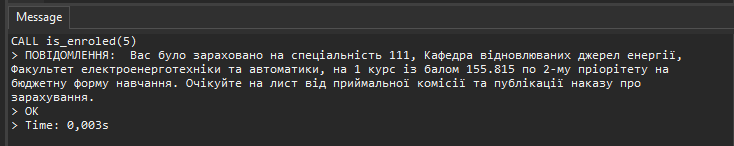 Message
CALL is_enroled(5)
> ПОВІДОМЛЕННЯ:  Вас було зараховано на спеціальність 111, Кафедра відновлюваних джерел енергії,
Факультет електроенерготехніки та автоматики, на 1 курс із балом 155.815 по 2-му пріорітету на
бюджетну форму навчання. Очікуйте на лист від приймальної комісії та публікації наказу про
зарахування.
> OK
> Time: 0,003s